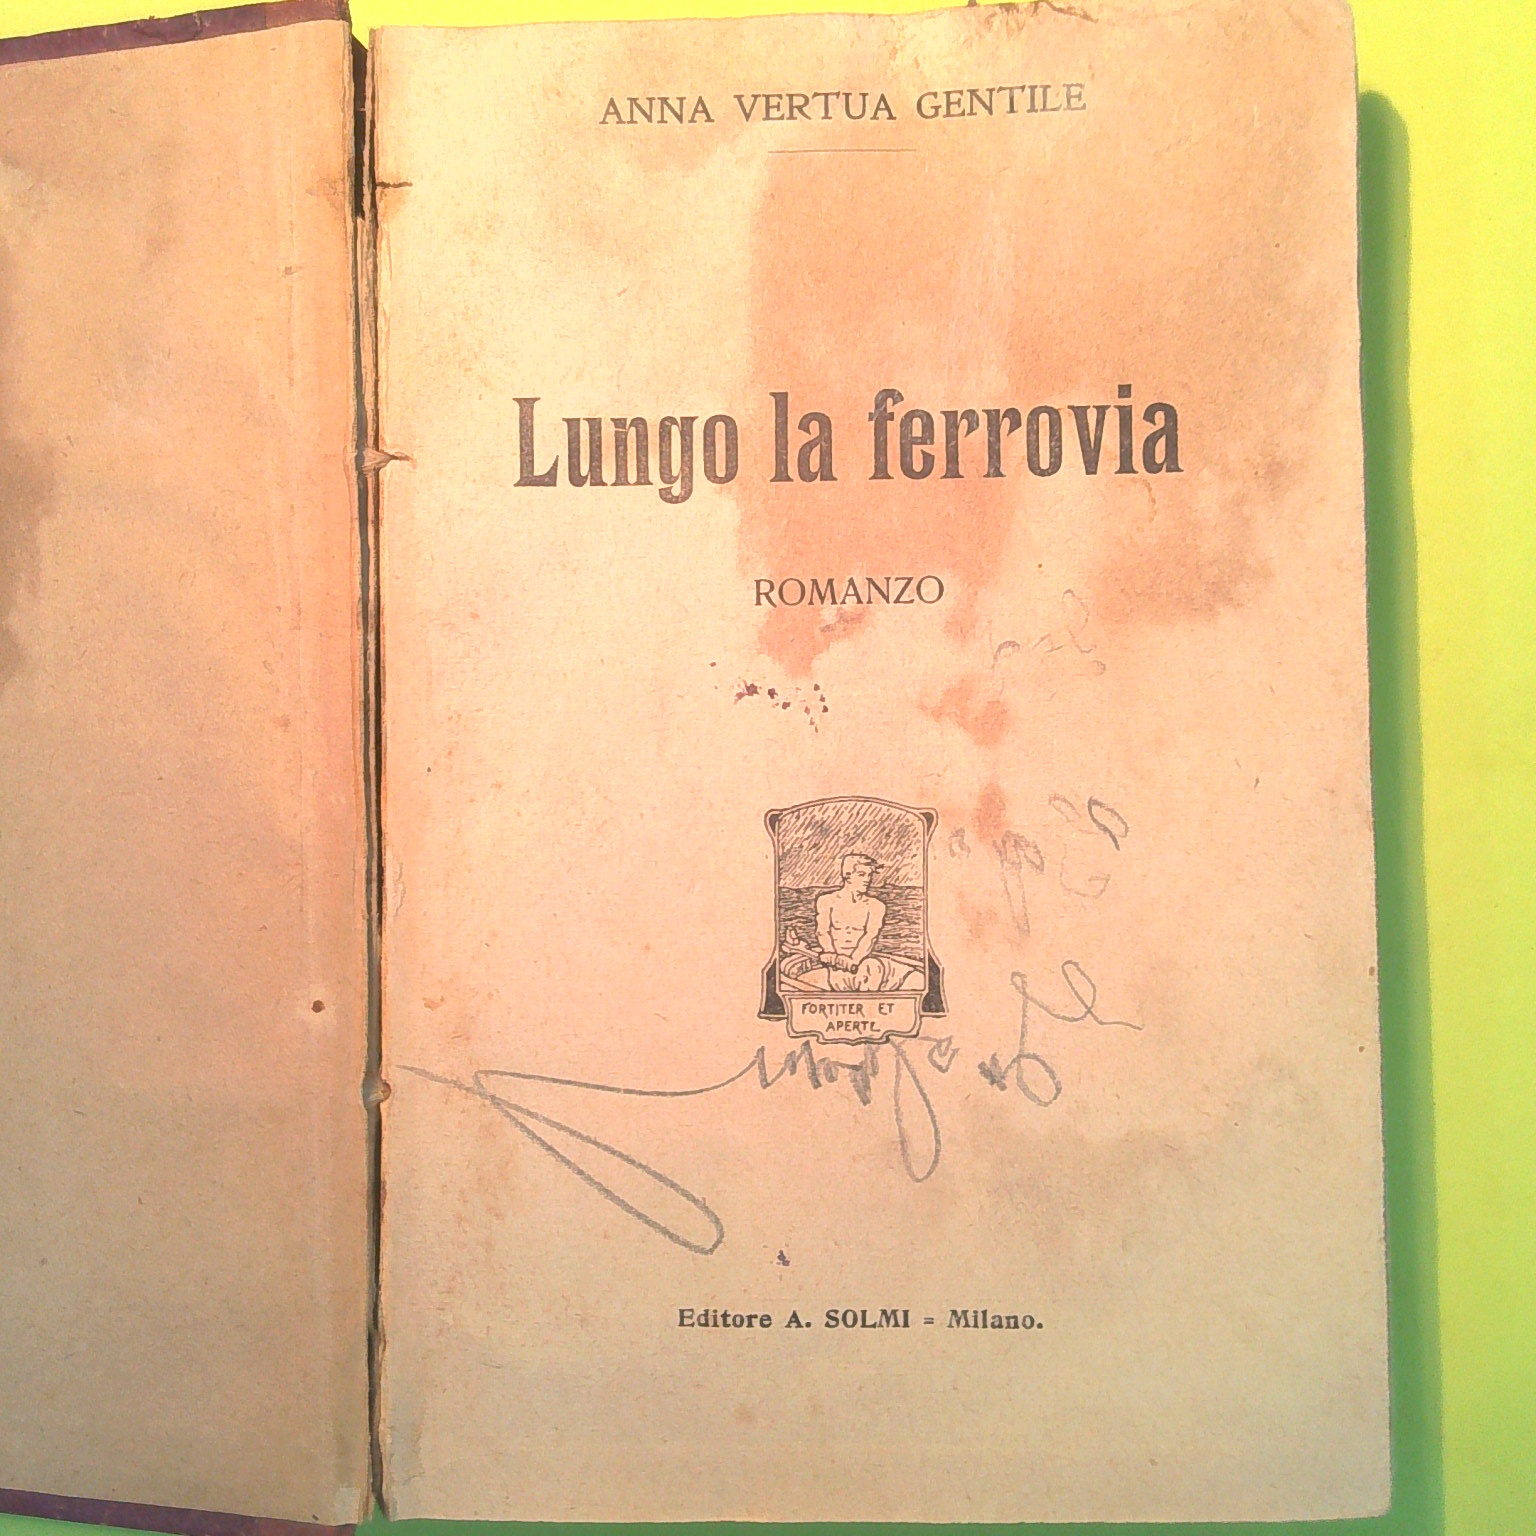 ANNA VERTUA GENTILE
Lungo la ferrovia
ROMANZO
FORTITER ET
APERTE
Editore A. SOLMI = Milano.